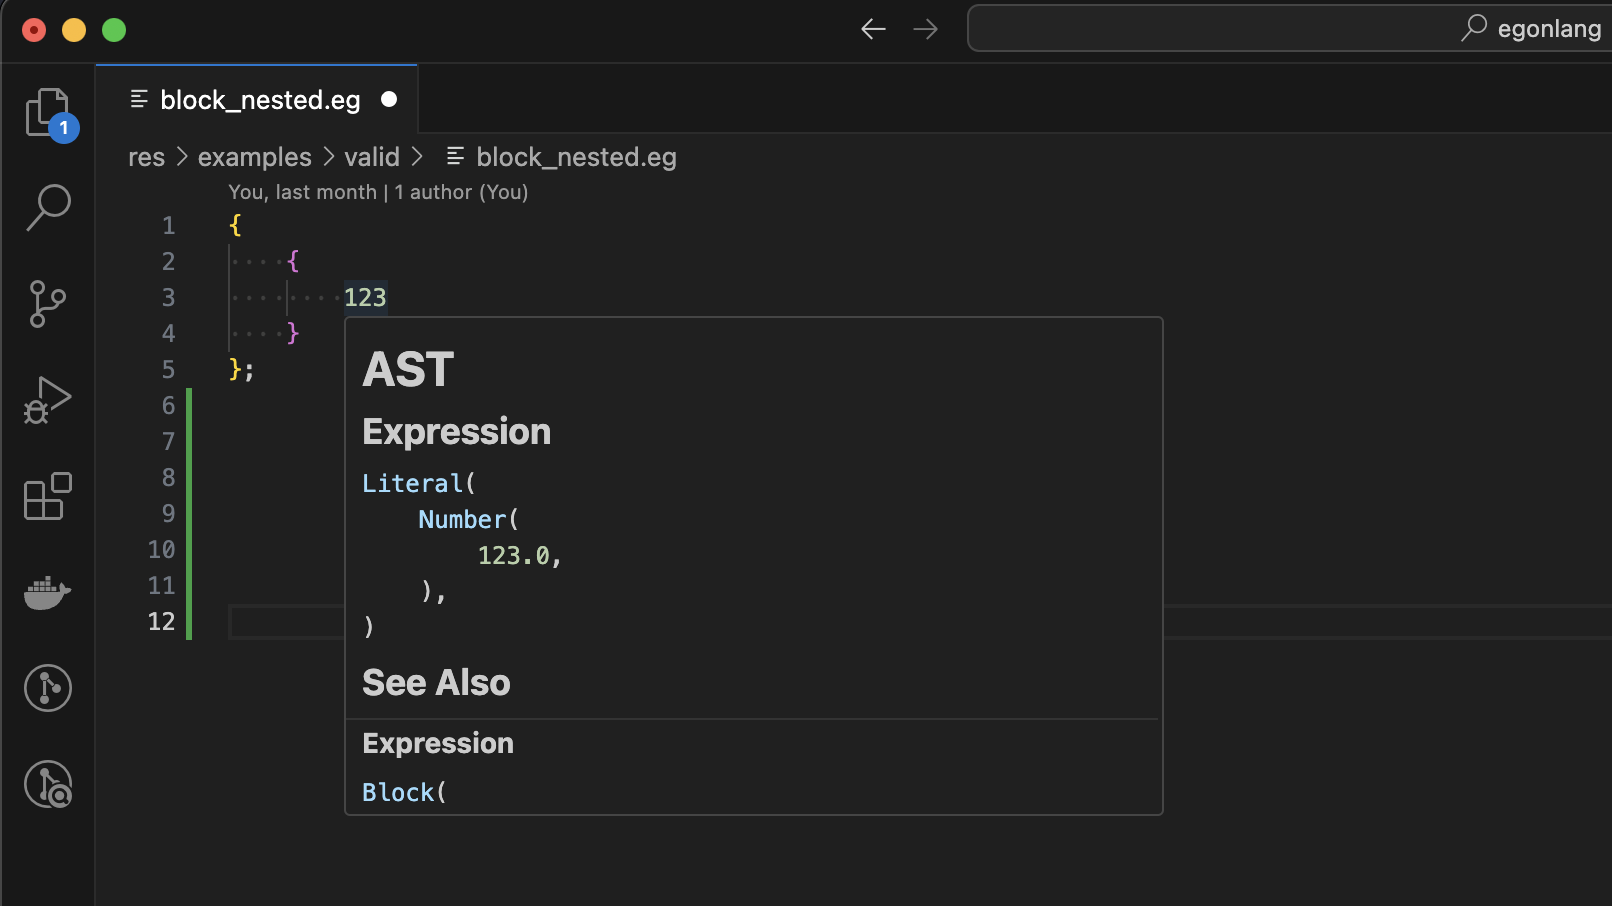 egonlang
block_nested.eg
1
res > examples > valid > block_nested.eg
You, last month | 1 author (You)
1 {
2 ····{
3 ········123
4 ····}
5 };
6
7
8
9
10
11
12
AST
Expression
Literal(
    Number(
        123.0,
    ),
)
See Also
Expression
Block(